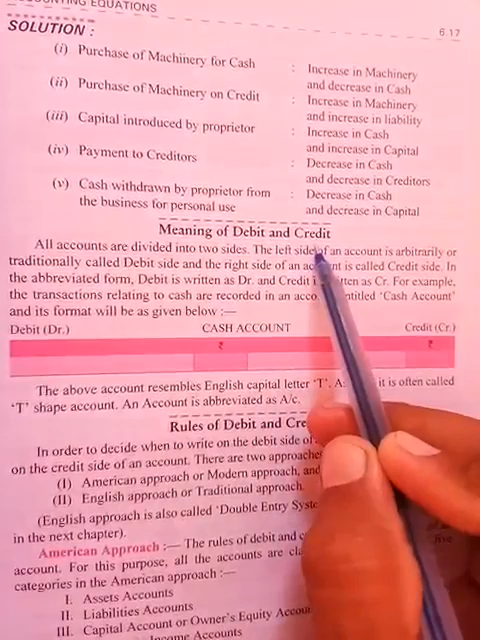 ACCOUNTING EQUATIONS
6.17
SOLUTION :
(i) Purchase of Machinery for Cash : Increase in Machinery
and decrease in Cash
(ii) Purchase of Machinery on Credit : Increase in Machinery
and increase in liability
(iii) Capital introduced by proprietor : Increase in Cash
and increase in Capital
(iv) Payment to Creditors : Decrease in Cash
and decrease in Creditors
(v) Cash withdrawn by proprietor from : Decrease in Cash
the business for personal use and decrease in Capital
Meaning of Debit and Credit
All accounts are divided into two sides. The left side of an account is arbitrarily or
traditionally called Debit side and the right side of an account is called Credit side. In
the abbreviated form, Debit is written as Dr. and Credit is written as Cr. For example,
the transactions relating to cash are recorded in an entitled ‘Cash Account’
and its format will be as given below :—
Debit (Dr.) CASH ACCOUNT Credit (Cr.)
₹ ₹
The above account resembles English capital letter ‘T’. it is often called
‘T’ shape account. An Account is abbreviated as A/c.
Rules of Debit and
In order to decide when to write on the debit side of
on the credit side of an account. There are two
(I) American approach or Modern approach, and
(II) English approach or Traditional approach.
(English approach is also called ‘Double Entry
in the next chapter).
American Approach :— The rules of debit and
account. For this purpose, all the accounts are
categories in the American approach :—
I. Assets Accounts
II. Liabilities Accounts
III. Capital Account or Owner's Equity
Income Accounts